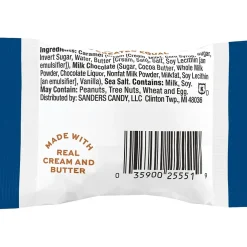 Ingredients: Caramel
Invert Sugar, Water, Butter [Cream, Salt], Salt, Soy Lecithin [an
emulsifier]), Milk Chocolate (Sugar, Cocoa Butter, Whole Milk
Powder, Chocolate Liquor, Nonfat Milk Powder, Milkfat, Soy Lecithin
[an emulsifier], Vanilla), Sea Salt. Contains: Milk, Soy.
May Contain: Peanuts, Tree Nuts, Wheat and Egg.
Distributed by: SANDERS CANDY, LLC Clinton Twp., MI 48036
MADE WITH
REAL
CREAM AND
BUTTER
0 35900 25551 9